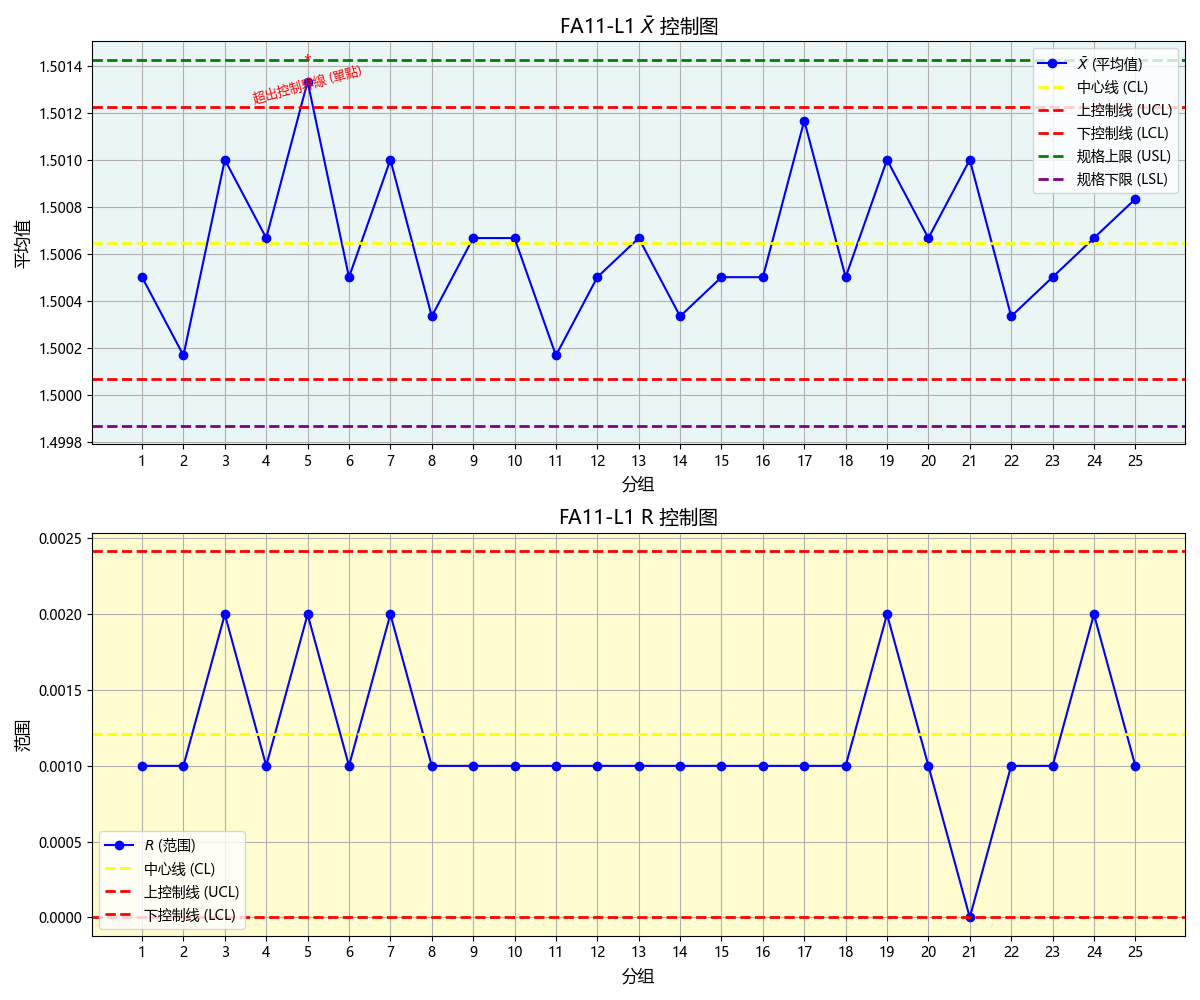 FA11-L1 X̄ 控制图
1.5014
1.5012
1.5010
1.5008
1.5006
1.5004
1.5002
1.5000
1.4998
平均值
*
超出控制界線 (單點)
X̄ (平均值)
中心线 (CL)
上控制线 (UCL)
下控制线 (LCL)
规格上限 (USL)
规格下限 (LSL)
1 2 3 4 5 6 7 8 9 10 11 12 13 14 15 16 17 18 19 20 21 22 23 24 25
分组
FA11-L1 R 控制图
0.0025
0.0020
0.0015
0.0010
0.0005
0.0000
范围
R (范围)
中心线 (CL)
上控制线 (UCL)
下控制线 (LCL)
1 2 3 4 5 6 7 8 9 10 11 12 13 14 15 16 17 18 19 20 21 22 23 24 25
分组